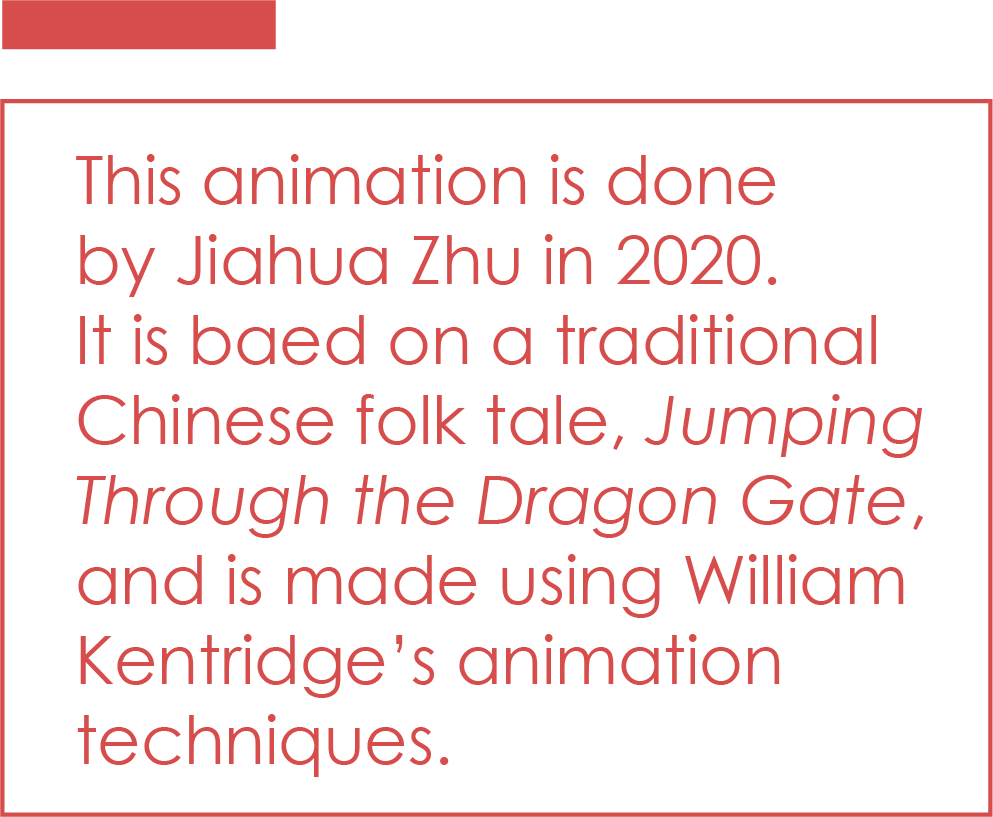 This animation is done
by Jiahua Zhu in 2020.
It is baed on a traditional
Chinese folk tale, Jumping
Through the Dragon Gate,
and is made using William
Kentridge’s animation
techniques.